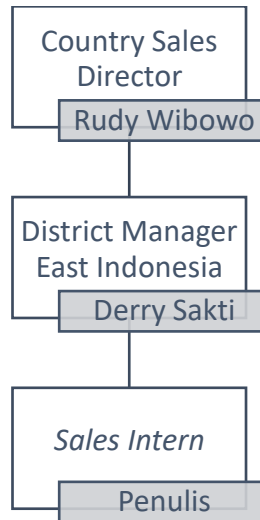 Country Sales
Director
Rudy Wibowo
District Manager
East Indonesia
Derry Sakti
Sales Intern
Penulis